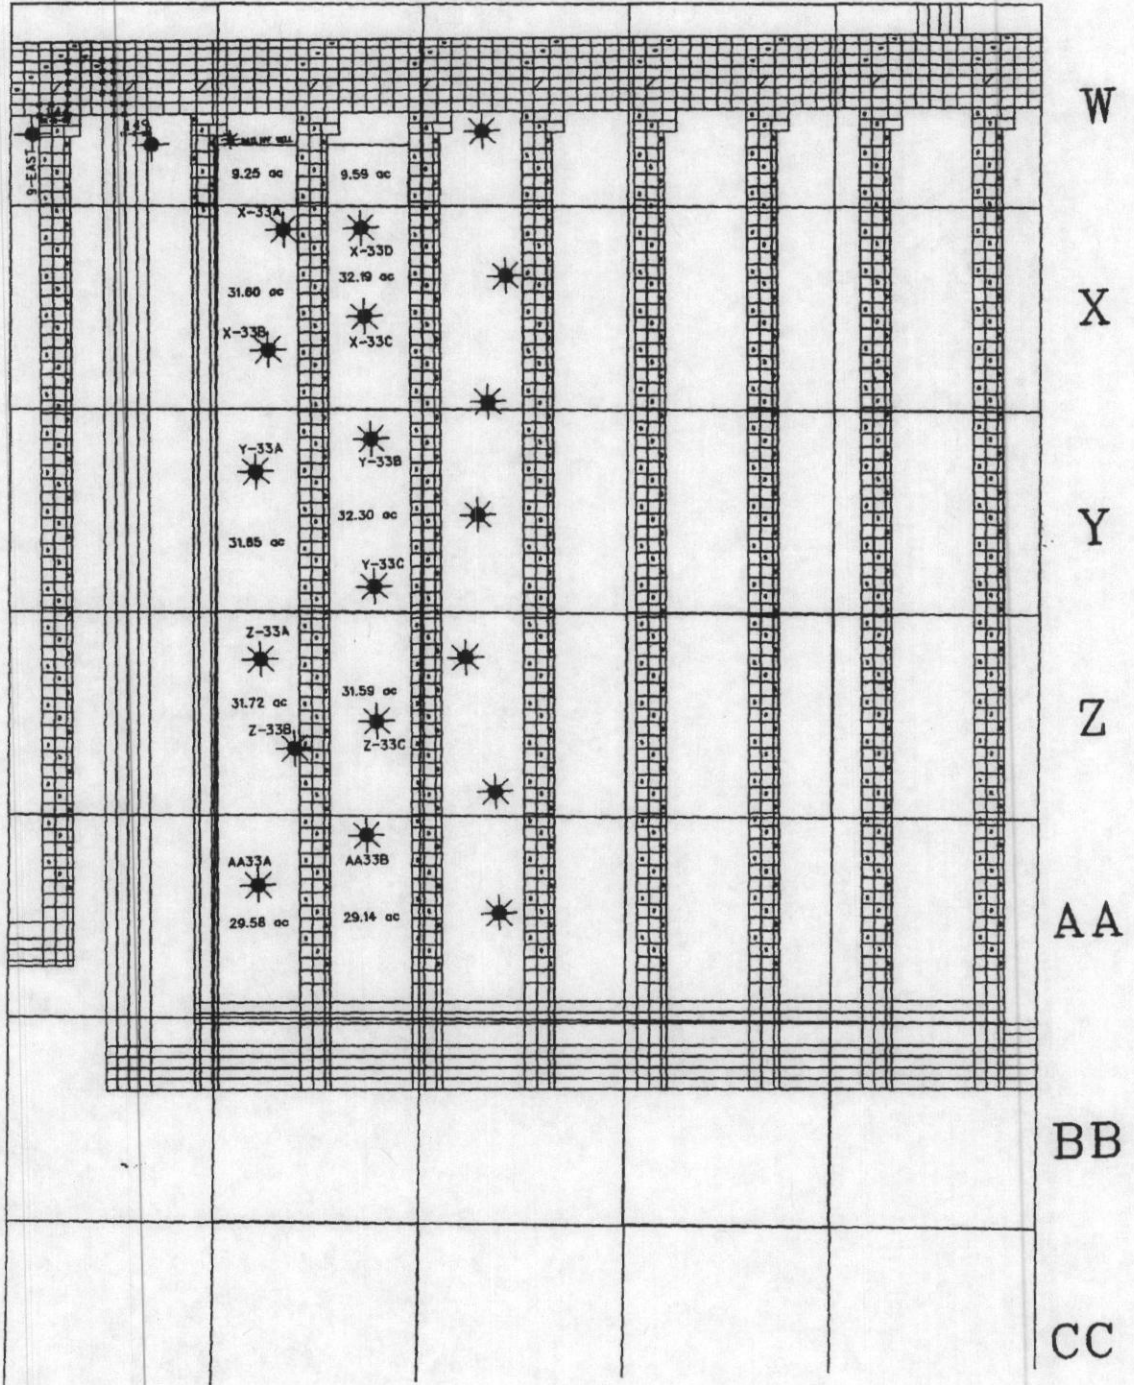 W
9-EAST
9.25 ac
9.59 ac
X-33A
X-33D
32.19 ac
31.60 ac
X
X-33B
X-33C
Y-33A
Y-33B
32.30 ac
Y
31.65 ac
Y-33C
Z-33A
31.59 ac
31.72 ac
Z
Z-33B
Z-33C
AA33A
AA33B
29.58 ac
29.14 ac
AA
BB
CC